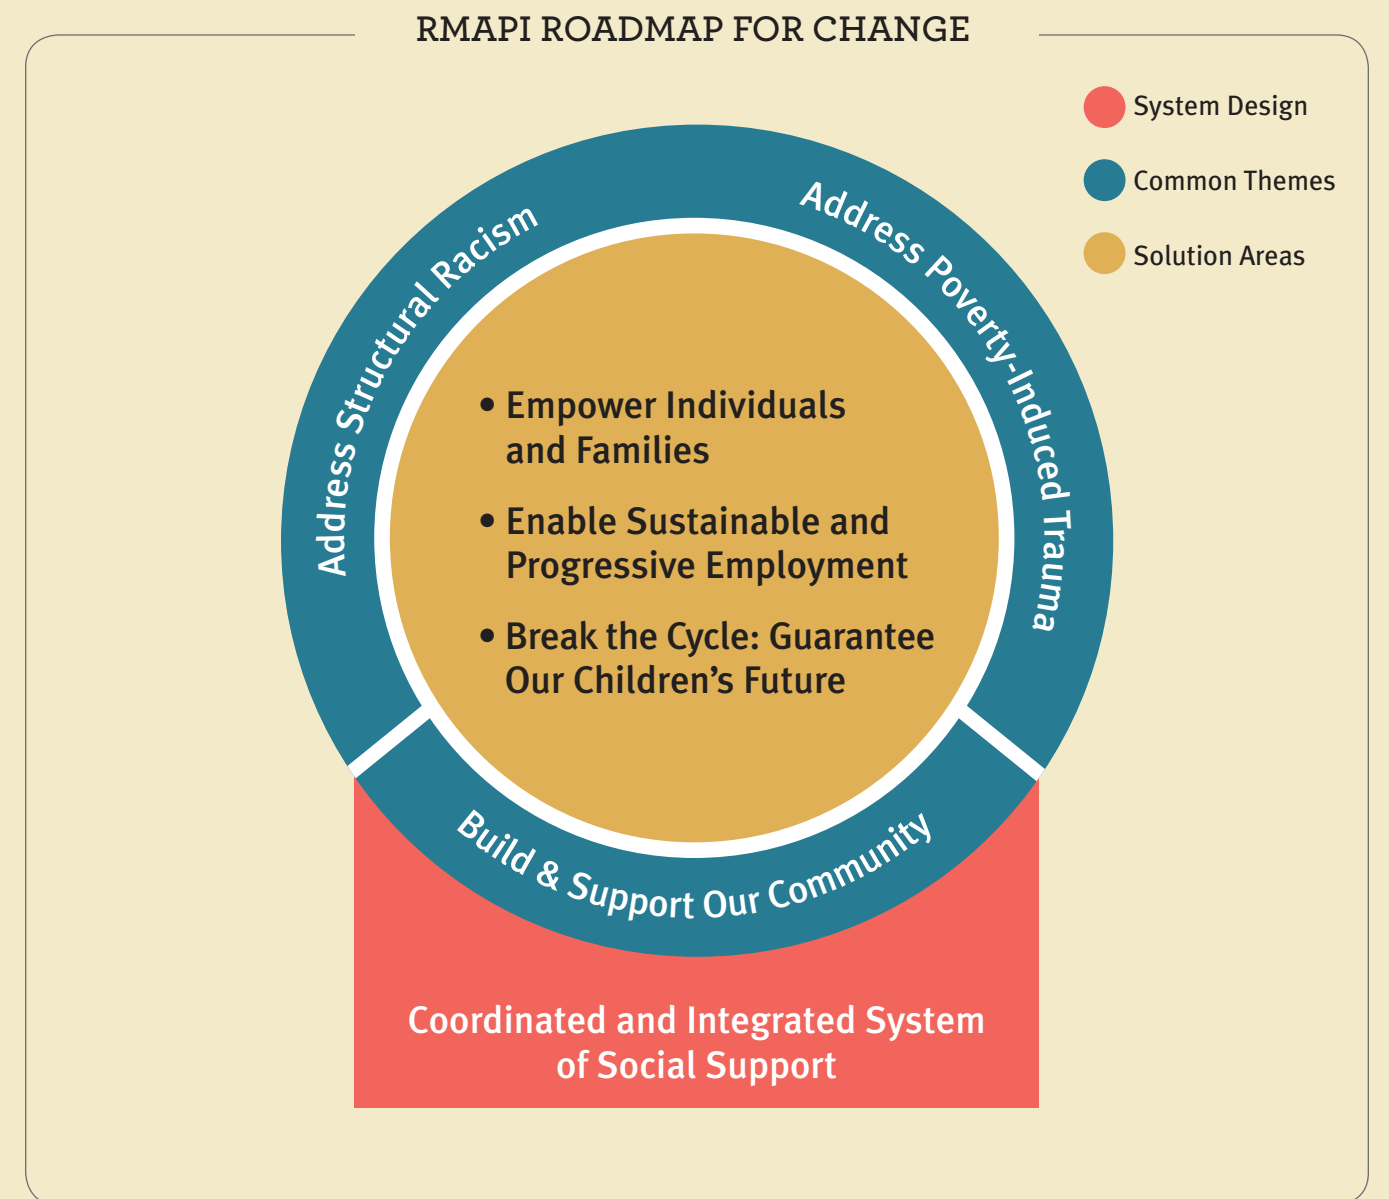 RMAPI ROADMAP FOR CHANGE
System Design
Common Themes
Solution Areas
Address Structural Racism
Address Poverty-Induced Trauma
• Empower Individuals
and Families
• Enable Sustainable and
Progressive Employment
• Break the Cycle: Guarantee
Our Children’s Future
Build & Support Our Community
Coordinated and Integrated System
of Social Support